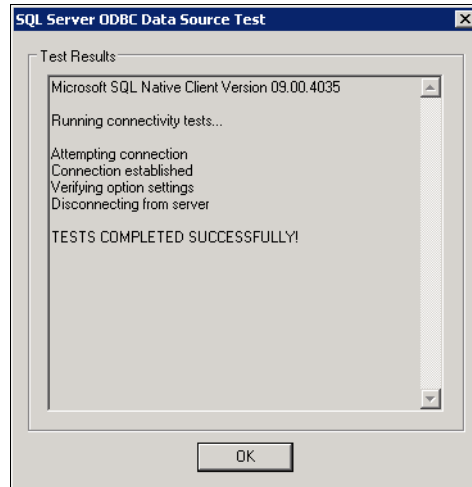 SQL Server ODBC Data Source Test
Test Results
Microsoft SQL Native Client Version 09.00.4035
Running connectivity tests...
Attempting connection
Connection established
Verifying option settings
Disconnecting from server
TESTS COMPLETED SUCCESSFULLY!
OK